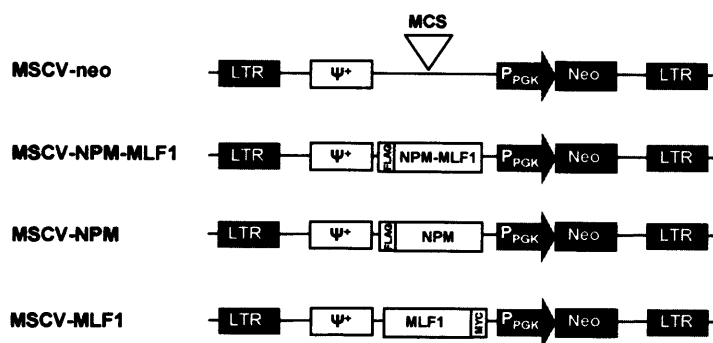 MCS
MSCV-neo LTR Ψ+ PPGK Neo LTR
MSCV-NPM-MLF1 LTR Ψ+ FLAG NPM-MLF1 PPGK Neo LTR
MSCV-NPM LTR Ψ+ FLAG NPM PPGK Neo LTR
MSCV-MLF1 LTR Ψ+ MLF1 MYC PPGK Neo LTR